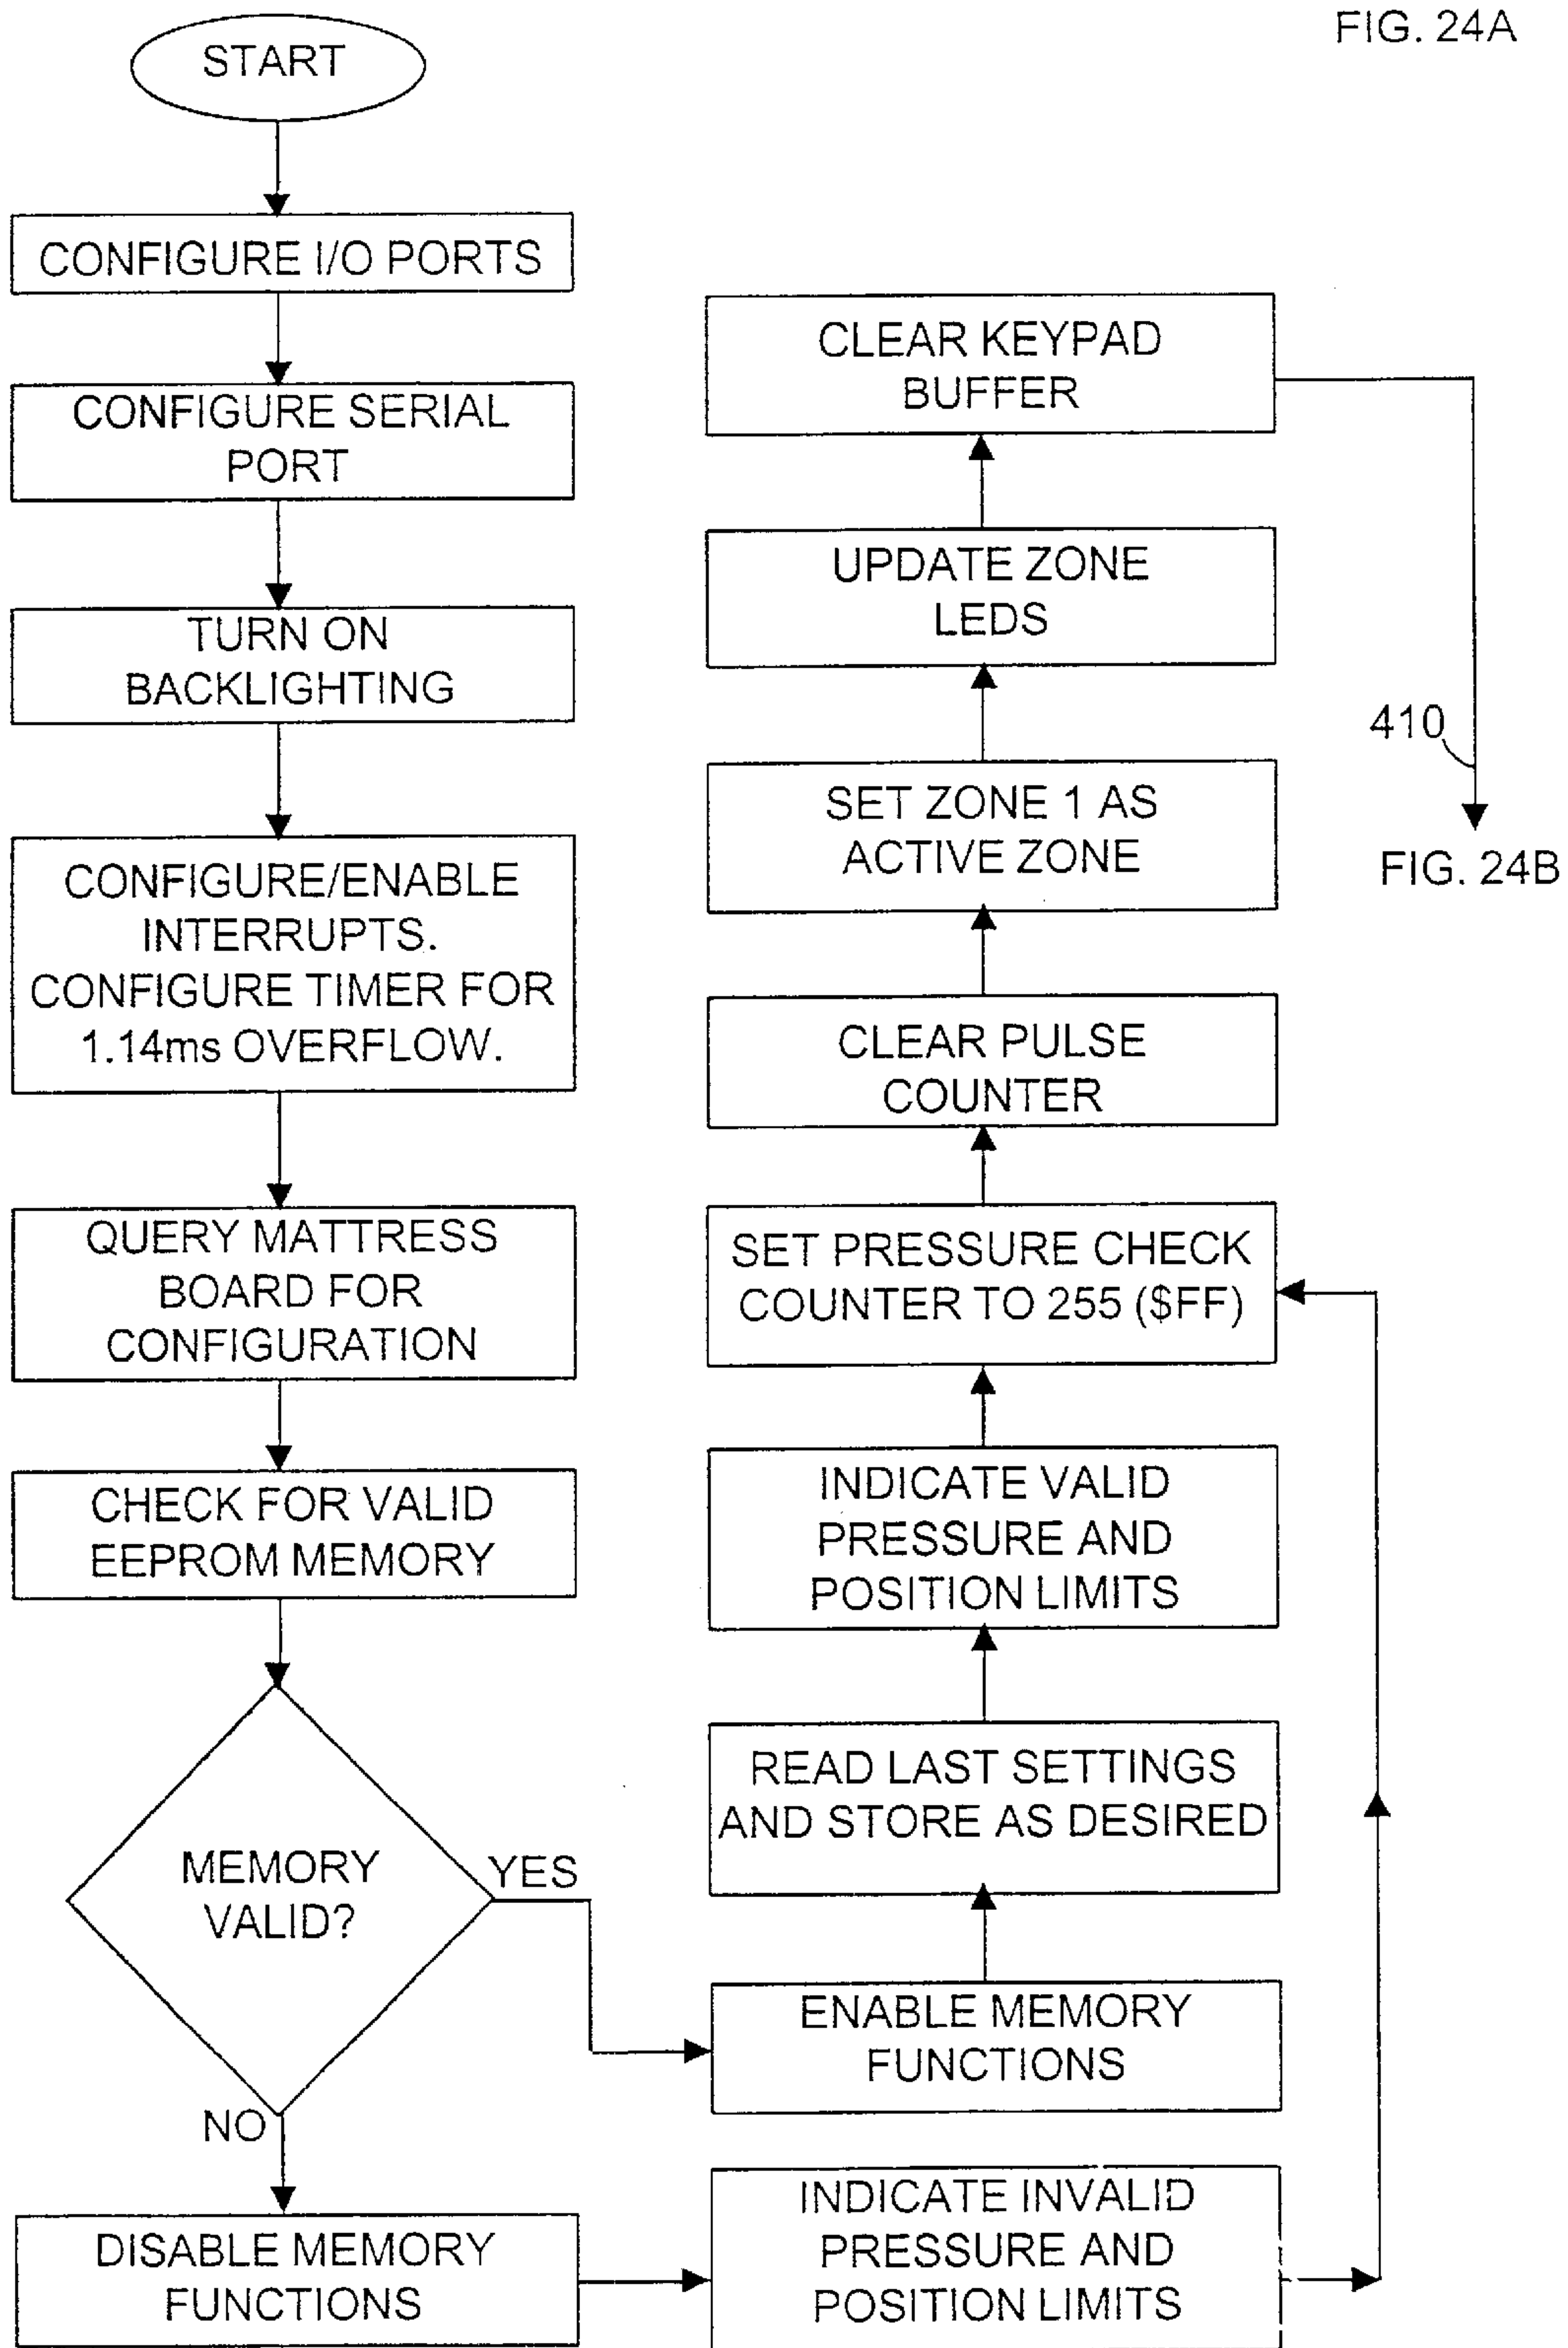 FIG. 24A
START
CONFIGURE I/O PORTS
CONFIGURE SERIAL
PORT
TURN ON
BACKLIGHTING
CONFIGURE/ENABLE
INTERRUPTS.
CONFIGURE TIMER FOR
1.14ms OVERFLOW.
QUERY MATTRESS
BOARD FOR
CONFIGURATION
CHECK FOR VALID
EEPROM MEMORY
MEMORY
VALID?
YES
NO
DISABLE MEMORY
FUNCTIONS
INDICATE INVALID
PRESSURE AND
POSITION LIMITS
ENABLE MEMORY
FUNCTIONS
READ LAST SETTINGS
AND STORE AS DESIRED
INDICATE VALID
PRESSURE AND
POSITION LIMITS
SET PRESSURE CHECK
COUNTER TO 255 ($FF)
CLEAR PULSE
COUNTER
SET ZONE 1 AS
ACTIVE ZONE
UPDATE ZONE
LEDS
CLEAR KEYPAD
BUFFER
410
FIG. 24B